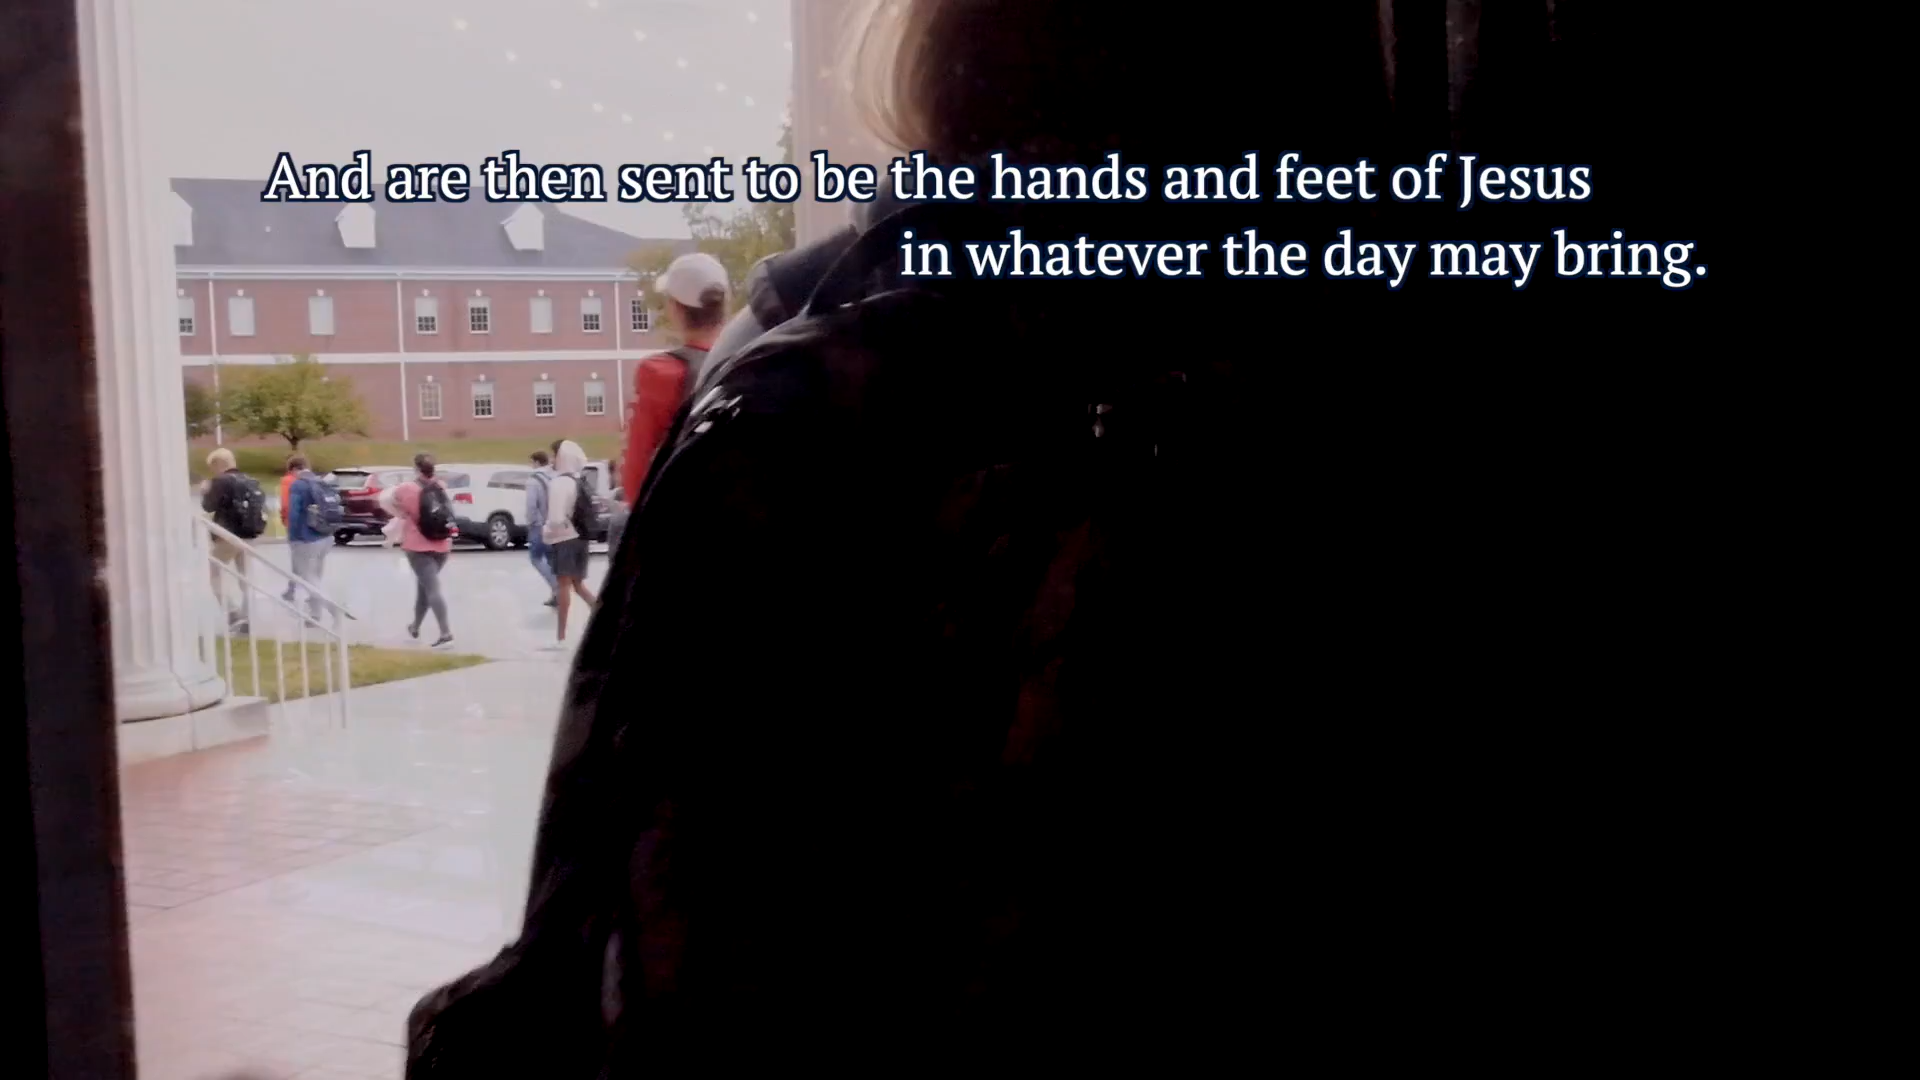 And are then sent to be the hands and feet of Jesus
in whatever the day may bring.